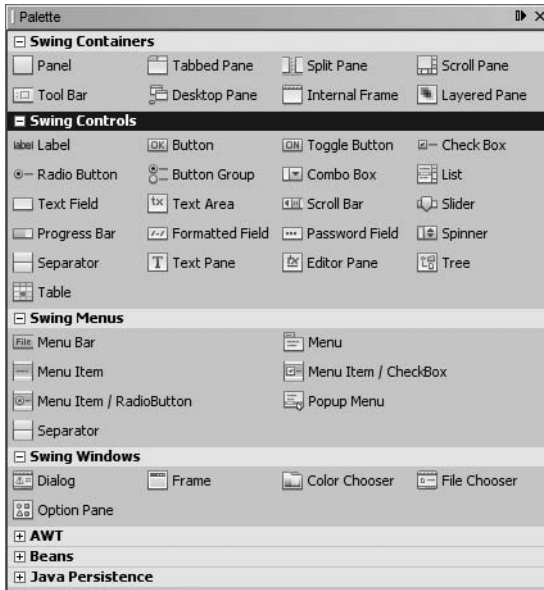 Palette
Swing Containers
Panel Tabbed Pane Split Pane Scroll Pane
Tool Bar Desktop Pane Internal Frame Layered Pane
Swing Controls
label Label OK Button ON Toggle Button Check Box
Radio Button Button Group Combo Box List
Text Field tx Text Area Scroll Bar Slider
Progress Bar Formatted Field Password Field Spinner
Separator T Text Pane tx Editor Pane Tree
Table
Swing Menus
File Menu Bar Menu
Menu Item Menu Item / CheckBox
Menu Item / RadioButton Popup Menu
Separator
Swing Windows
Dialog Frame Color Chooser File Chooser
Option Pane
AWT
Beans
Java Persistence